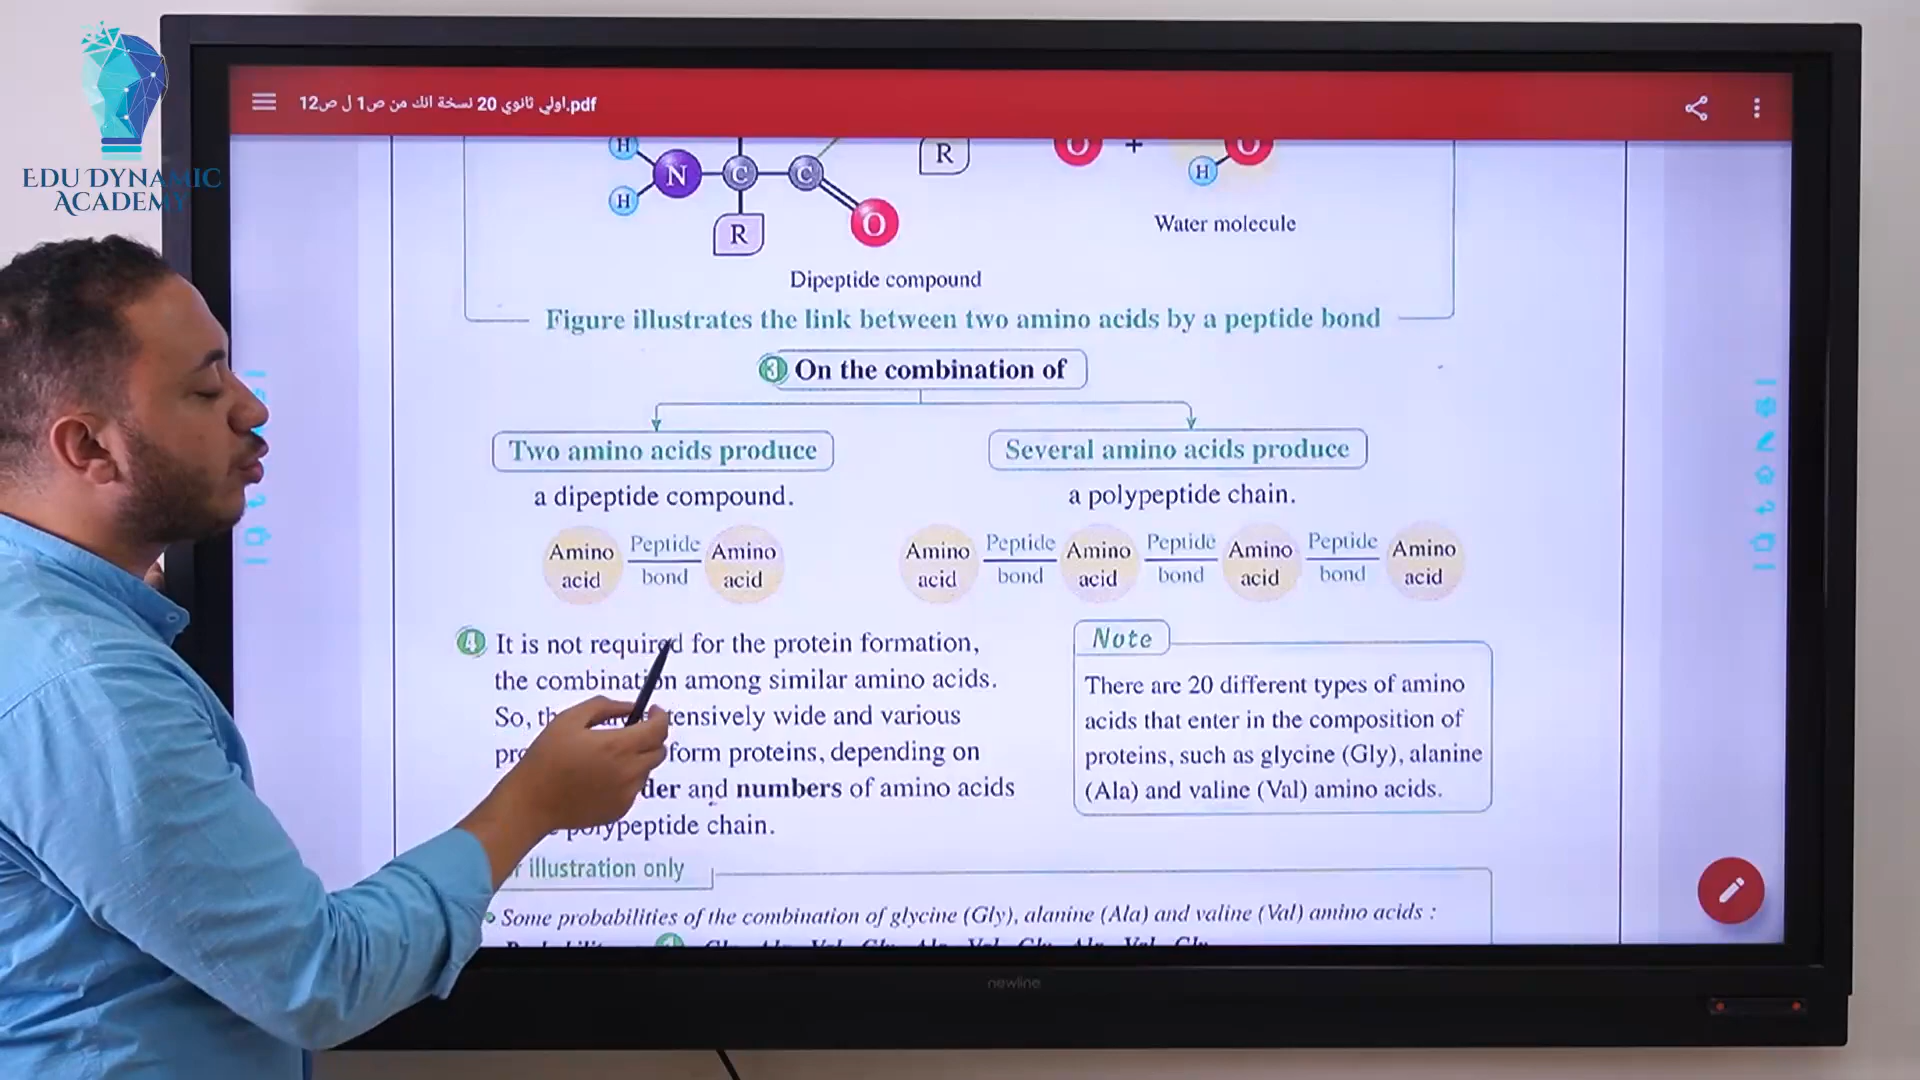 EDU DYNAMIC
ACADEMY
اولي ثانوي 20 نسخة انك من ص1 ل ص12.pdf
H
N C C
H
R
O
R
O + O
H
Water molecule
Dipeptide compound
Figure illustrates the link between two amino acids by a peptide bond
3 On the combination of
Two amino acids produce
a dipeptide compound.
Amino acid Peptide bond Amino acid
Several amino acids produce
a polypeptide chain.
Amino acid Peptide bond Amino acid Peptide bond Amino acid Peptide bond Amino acid
4 It is not required for the protein formation,
the combination among similar amino acids.
So, tensively wide and various
form proteins, depending on
and numbers of amino acids
polypeptide chain.
Note
There are 20 different types of amino
acids that enter in the composition of
proteins, such as glycine (Gly), alanine
(Ala) and valine (Val) amino acids.
illustration only
Some probabilities of the combination of glycine (Gly), alanine (Ala) and valine (Val) amino acids :
newline